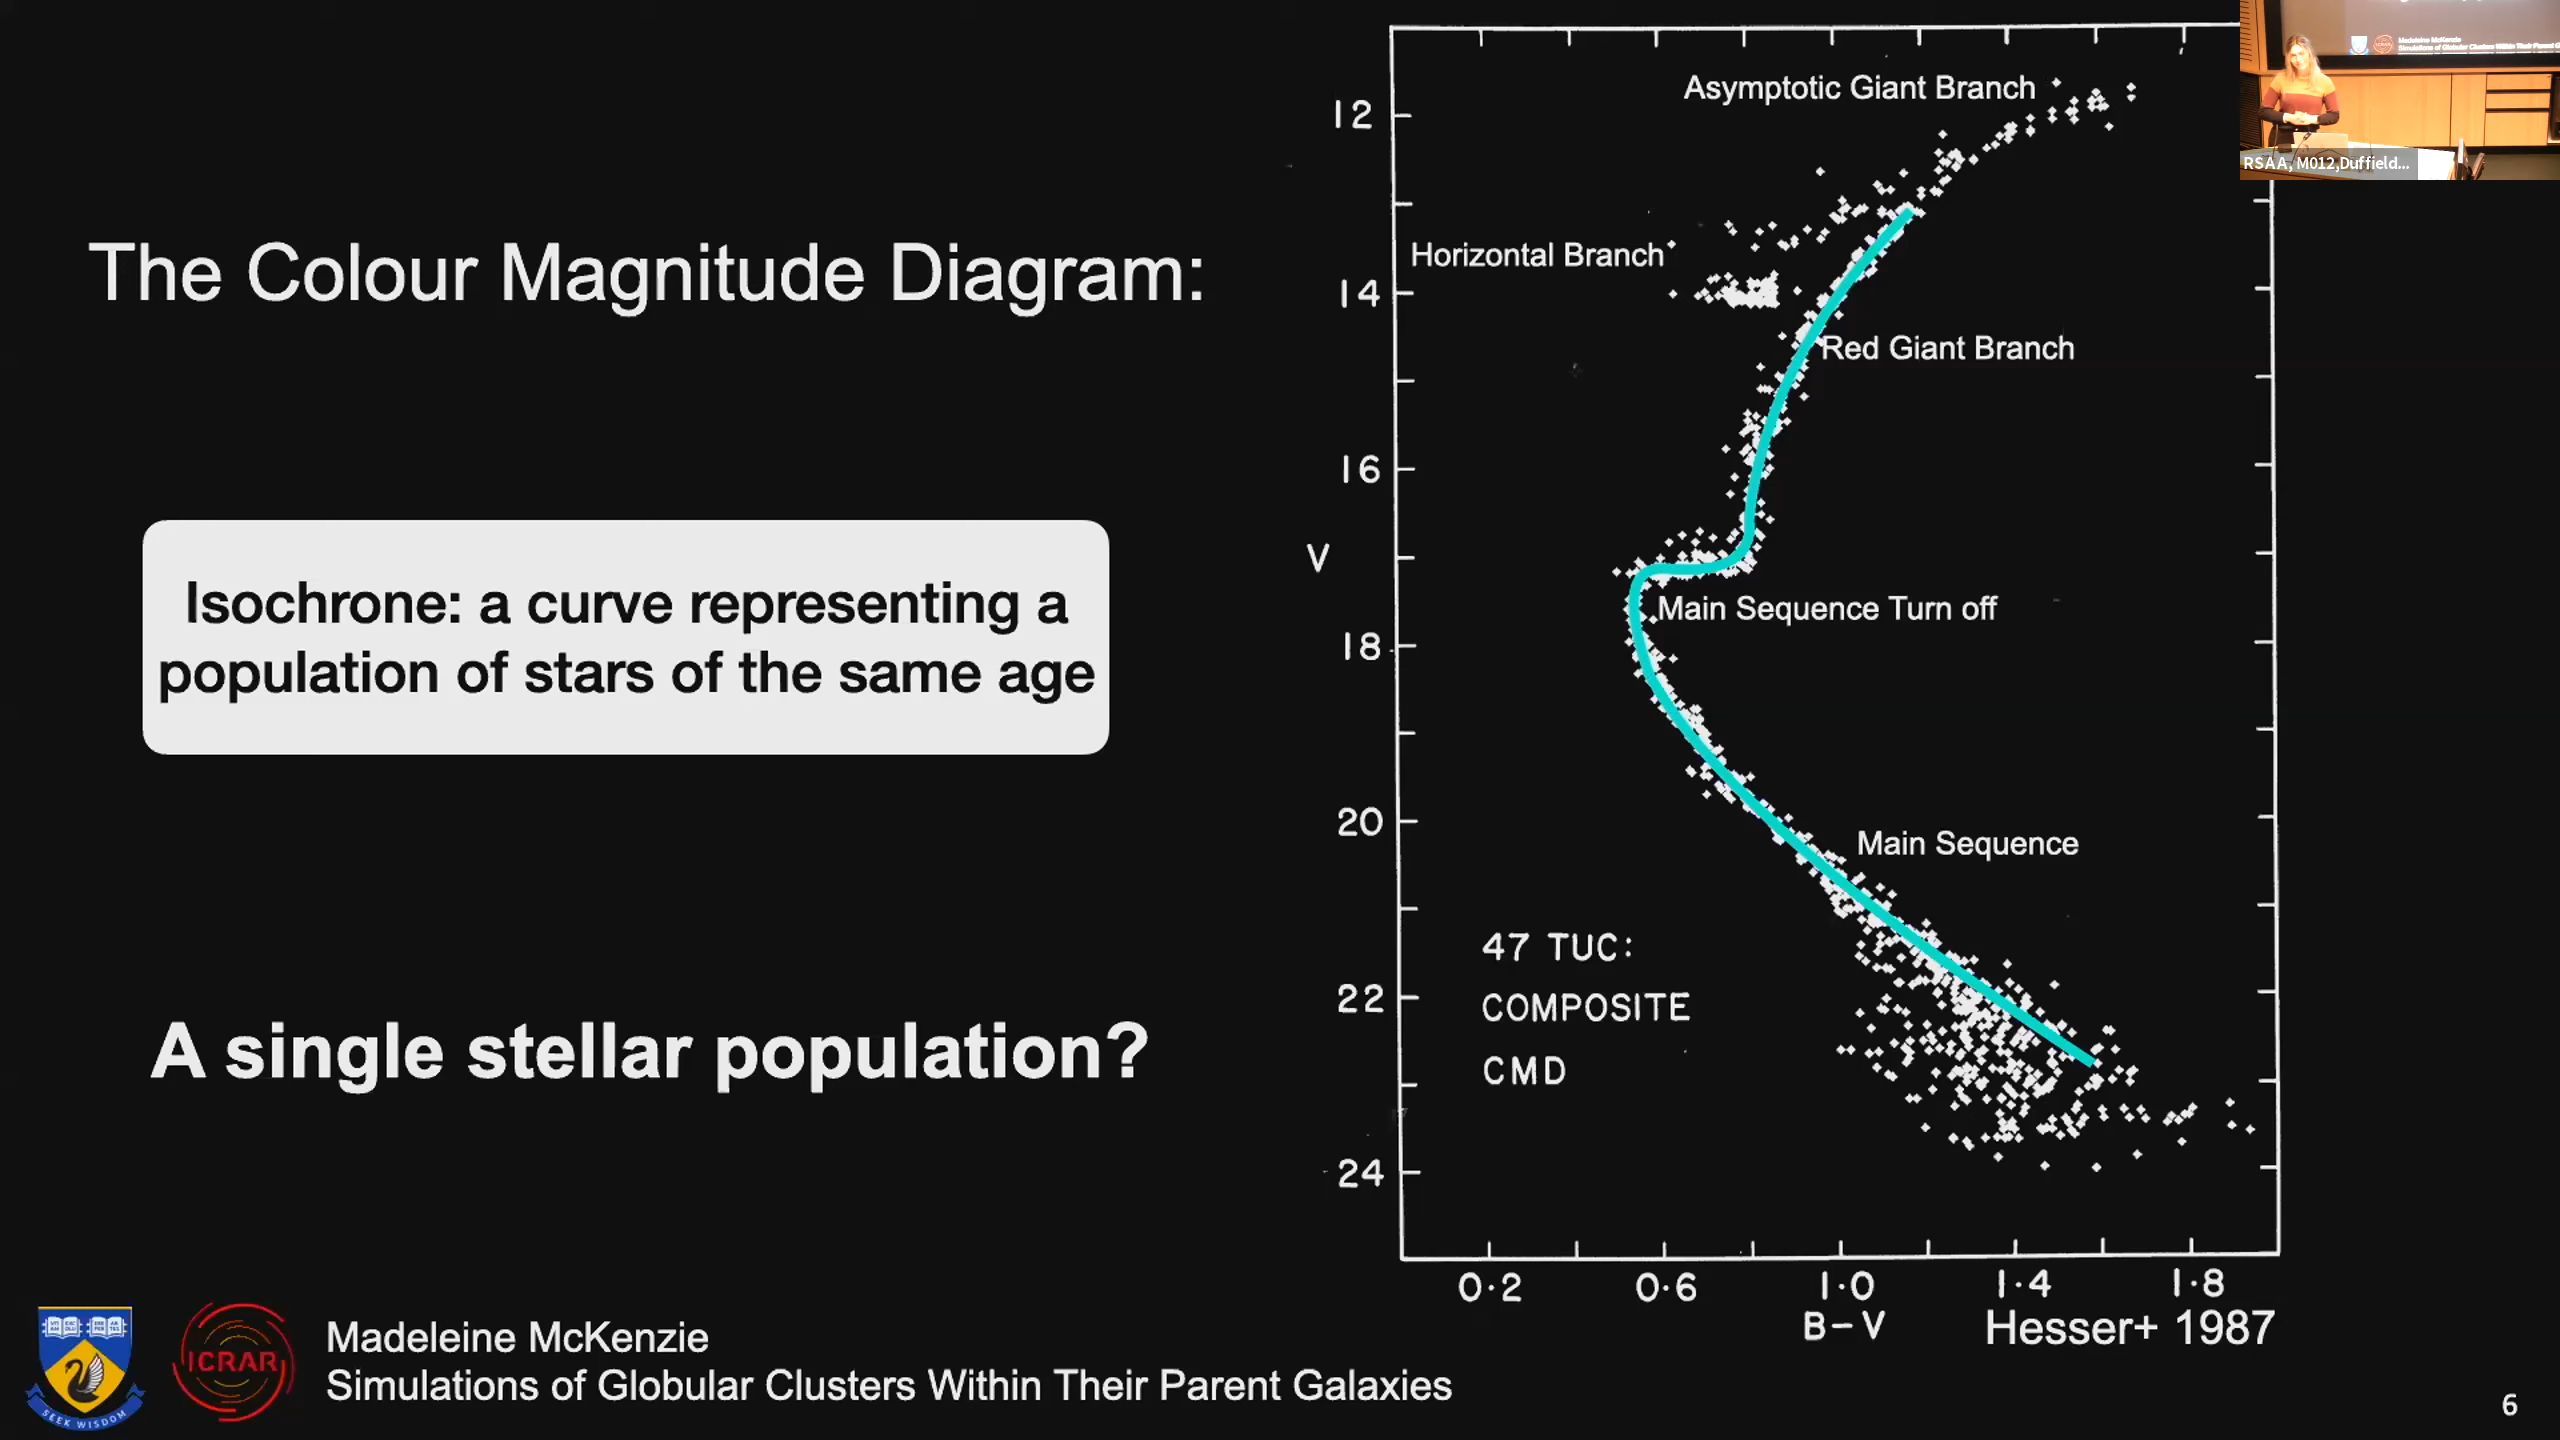 The Colour Magnitude Diagram:
Isochrone: a curve representing a
population of stars of the same age
A single stellar population?
Asymptotic Giant Branch
Horizontal Branch
Red Giant Branch
Main Sequence Turn off
Main Sequence
47 TUC:
COMPOSITE
CMD
12
14
16
V
18
20
22
24
0.2 0.6 1.0 1.4 1.8
B-V
Hesser+ 1987
SEEK WISDOM
ICRAR
Madeleine McKenzie
Simulations of Globular Clusters Within Their Parent Galaxies
6
Madeleine McKenzie
RSAA, M012,Duffield...